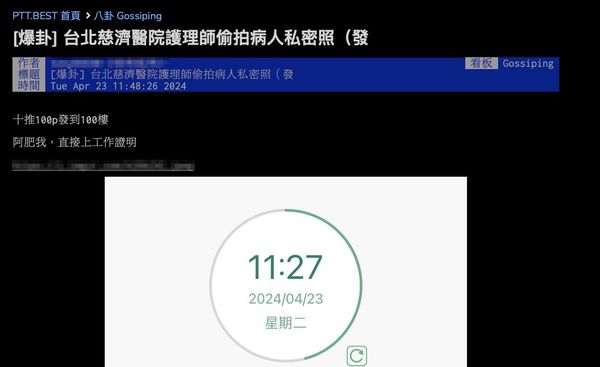 PTT.BEST 首頁 > 八卦 Gossiping
[爆卦] 台北慈濟醫院護理師偷拍病人私密照（發
作者 看板 Gossiping
標題 [爆卦] 台北慈濟醫院護理師偷拍病人私密照（發
時間 Tue Apr 23 11:48:26 2024
十推100p發到100樓
阿肥我，直接上工作證明
11:27
2024/04/23
星期二